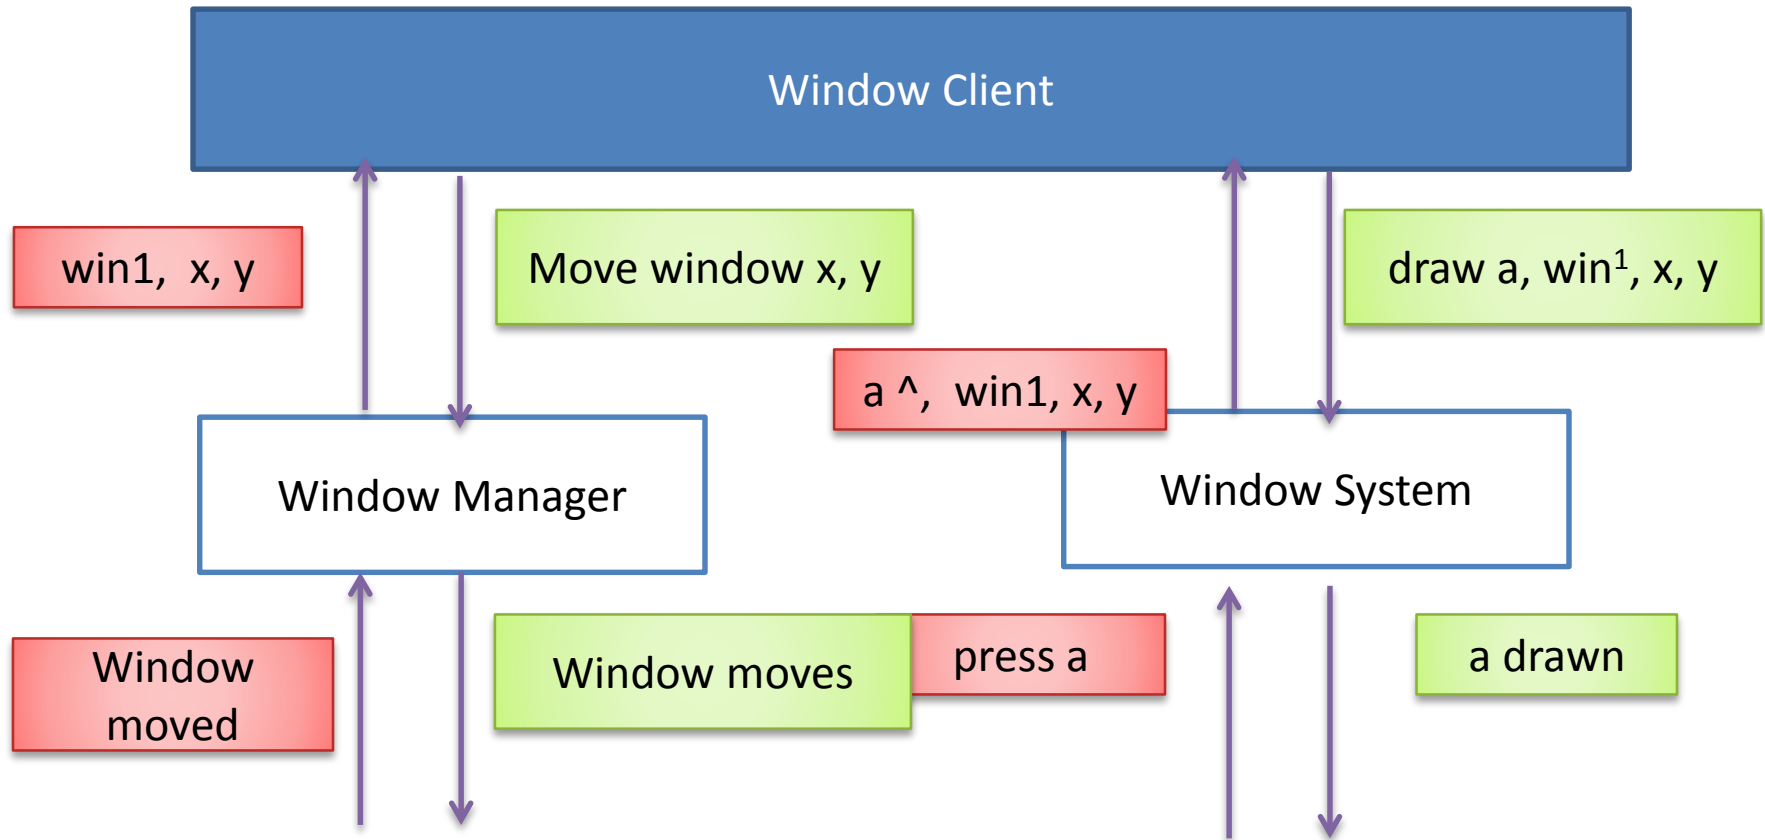 Window Client
win1,  x, y
Move window x, y
draw a, win¹, x, y
a ^,  win1, x, y
Window Manager
Window System
Window
moved
Window moves
press a
a drawn